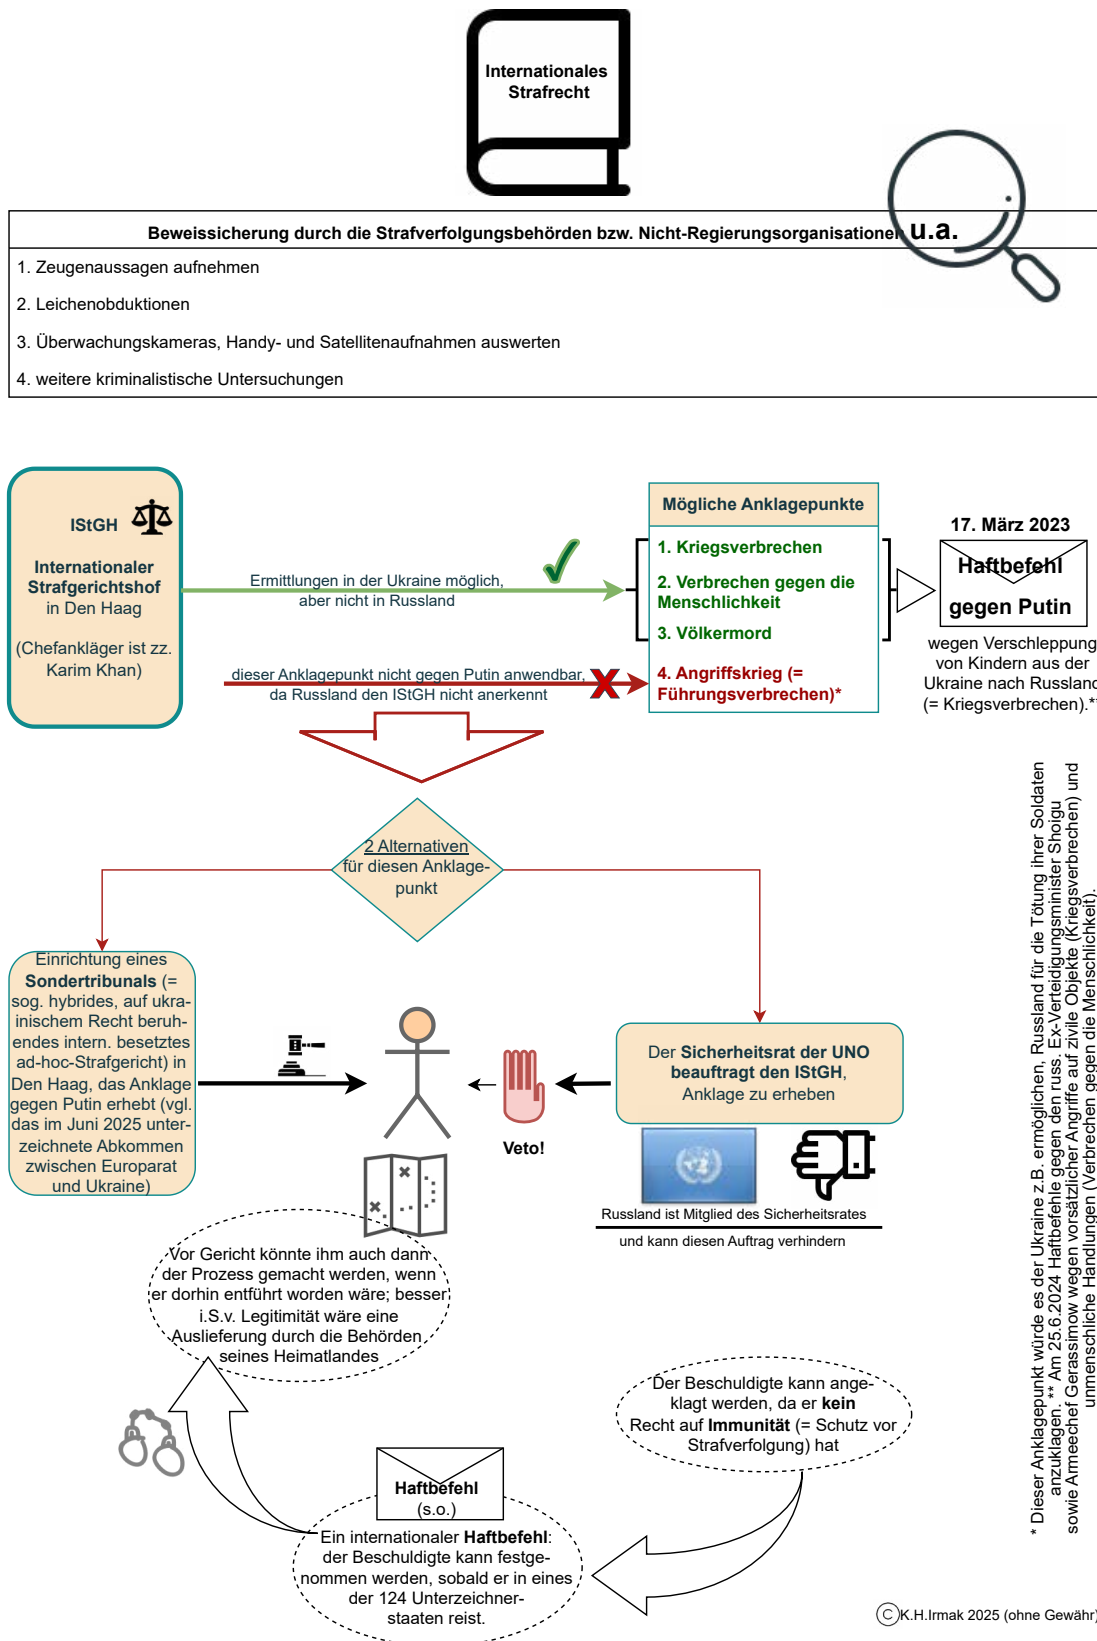 Internationales
Strafrecht
Beweissicherung durch die Strafverfolgungsbehörden bzw. Nicht-Regierungsorganisationen u.a.
1. Zeugenaussagen aufnehmen
2. Leichenobduktionen
3. Überwachungskameras, Handy- und Satellitenaufnahmen auswerten
4. weitere kriminalistische Untersuchungen
IStGH
Internationaler
Strafgerichtshof
in Den Haag
(Chefankläger ist zz.
Karim Khan)
Ermittlungen in der Ukraine möglich,
aber nicht in Russland
dieser Anklagepunkt nicht gegen Putin anwendbar,
da Russland den IStGH nicht anerkennt
Mögliche Anklagepunkte
1. Kriegsverbrechen
2. Verbrechen gegen die
Menschlichkeit
3. Völkermord
4. Angriffskrieg (=
Führungsverbrechen)*
17. März 2023
Haftbefehl
gegen Putin
wegen Verschleppung
von Kindern aus der
Ukraine nach Russland
(= Kriegsverbrechen).**
2 Alternativen
für diesen Anklage-
punkt
Einrichtung eines
Sondertribunals (=
sog. hybrides, auf ukra-
inischem Recht beruh-
endes intern. besetztes
ad-hoc-Strafgericht) in
Den Haag, das Anklage
gegen Putin erhebt (vgl.
das im Juni 2025 unter-
zeichnete Abkommen
zwischen Europarat
und Ukraine)
Veto!
Der Sicherheitsrat der UNO
beauftragt den IStGH,
Anklage zu erheben
Russland ist Mitglied des Sicherheitsrates
und kann diesen Auftrag verhindern
Vor Gericht könnte ihm auch dann
der Prozess gemacht werden, wenn
er dorhin entführt worden wäre; besser
i.S.v. Legitimität wäre eine
Auslieferung durch die Behörden
seines Heimatlandes
Der Beschuldigte kann ange-
klagt werden, da er kein
Recht auf Immunität (= Schutz vor
Strafverfolgung) hat
Haftbefehl
(s.o.)
Ein internationaler Haftbefehl:
der Beschuldigte kann festge-
nommen werden, sobald er in eines
der 124 Unterzeichner-
staaten reist.
* Dieser Anklagepunkt würde es der Ukraine z.B. ermöglichen, Russland für die Tötung ihrer Soldaten
anzuklagen. ** Am 25.6.2024 Haftbefehle gegen den russ. Ex-Verteidigungsminister Shoigu
sowie Armeechef Gerassimow wegen vorsätzlicher Angriffe auf zivile Objekte (Kriegsverbrechen) und
unmenschliche Handlungen (Verbrechen gegen die Menschlichkeit).
© K.H.Irmak 2025 (ohne Gewähr)